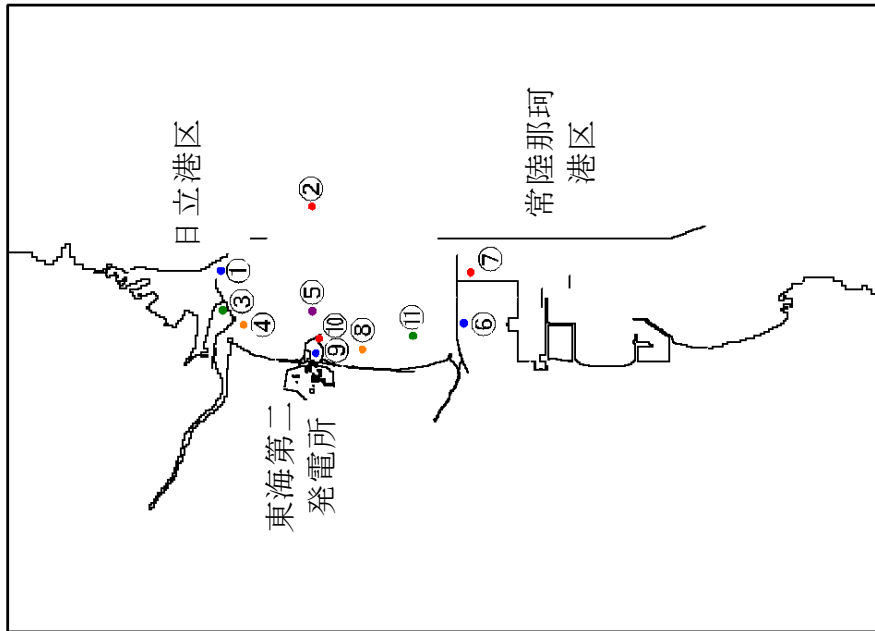 日立港区
常陸那珂
港区
②
①
③
④
⑤
⑩
⑨
⑧
⑪
⑦
⑥
東海第二
発電所